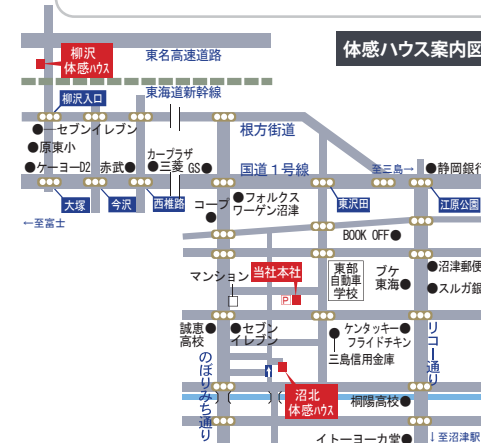 体感ハウス案内図
柳沢
体感ハウス
東名高速道路
東海道新幹線
柳沢入口
セブンイレブン
原東小
ケーヨーD2
赤武
カープラザ
三菱
GS
根方街道
国道1号線
至三島→
静岡銀行
大塚
今沢
西椎路
コープ
フォルクス
ワーゲン沼津
東沢田
江原公園
←至富士
BOOK OFF
マンション
当社本社
P
東部
自動車
学校
ブケ
東海
沼津郵便
スルガ銀
誠恵
高校
セブン
イレブン
ケンタッキー
フライドチキン
三島信用金庫
リコー通り
のぼりみち通り
沼北
体感ハウス
桐陽高校
イトーヨーカ堂
↓至沼津駅